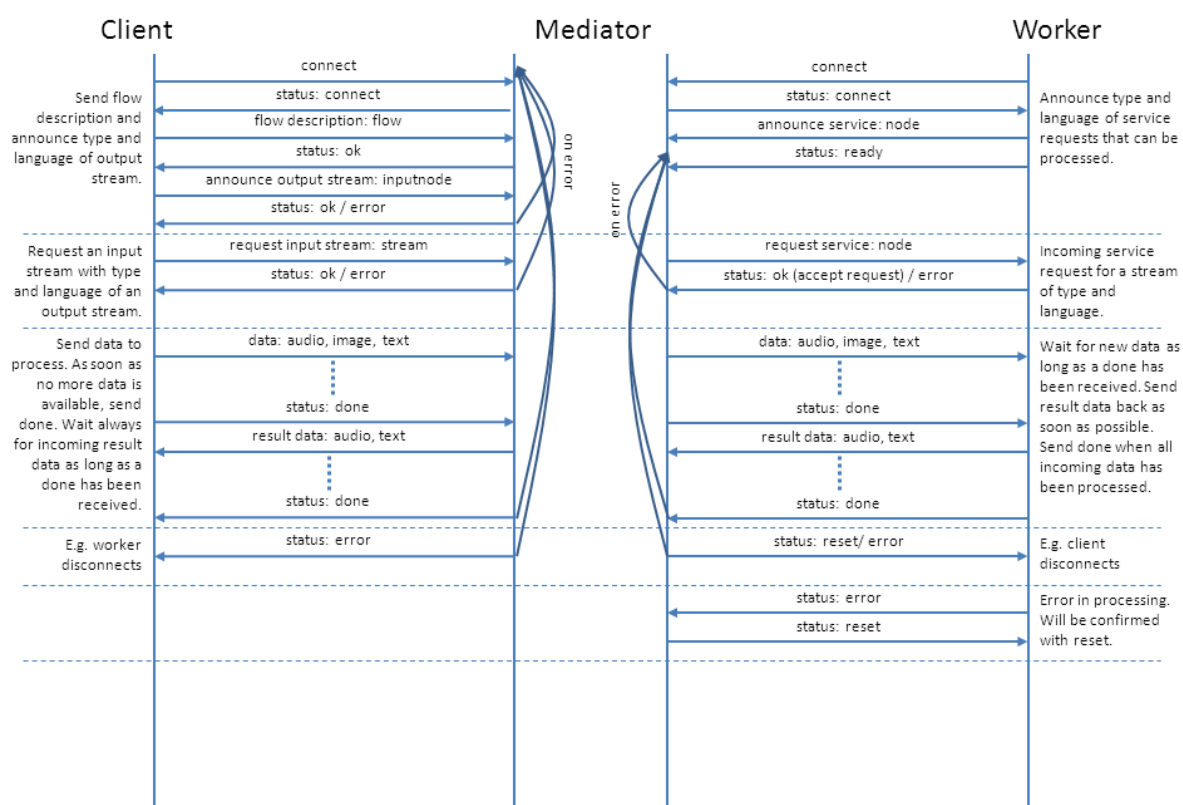 Client
Mediator
Worker
Send flow
description and
announce type and
language of output
stream.
connect
status: connect
flow description: flow
status: ok
announce output stream: inputnode
status: ok / error
on error
on error
connect
status: connect
announce service: node
status: ready
Announce type and
language of service
requests that can be
processed.
Request an input
stream with type
and language of an
output stream.
request input stream: stream
status: ok / error
request service: node
status: ok (accept request) / error
Incoming service
request for a stream
of type and
language.
Send data to
process. As soon as
no more data is
available, send
done. Wait always
for incoming result
data as long as a
done has been
received.
data: audio, image, text
status: done
result data: audio, text
status: done
data: audio, image, text
status: done
result data: audio, text
status: done
Wait for new data as
long as a done has
been received. Send
result data back as
soon as possible.
Send done when all
incoming data has
been processed.
E.g. worker
disconnects
status: error
status: reset/ error
E.g. client
disconnects
status: error
status: reset
Error in processing.
Will be confirmed
with reset.